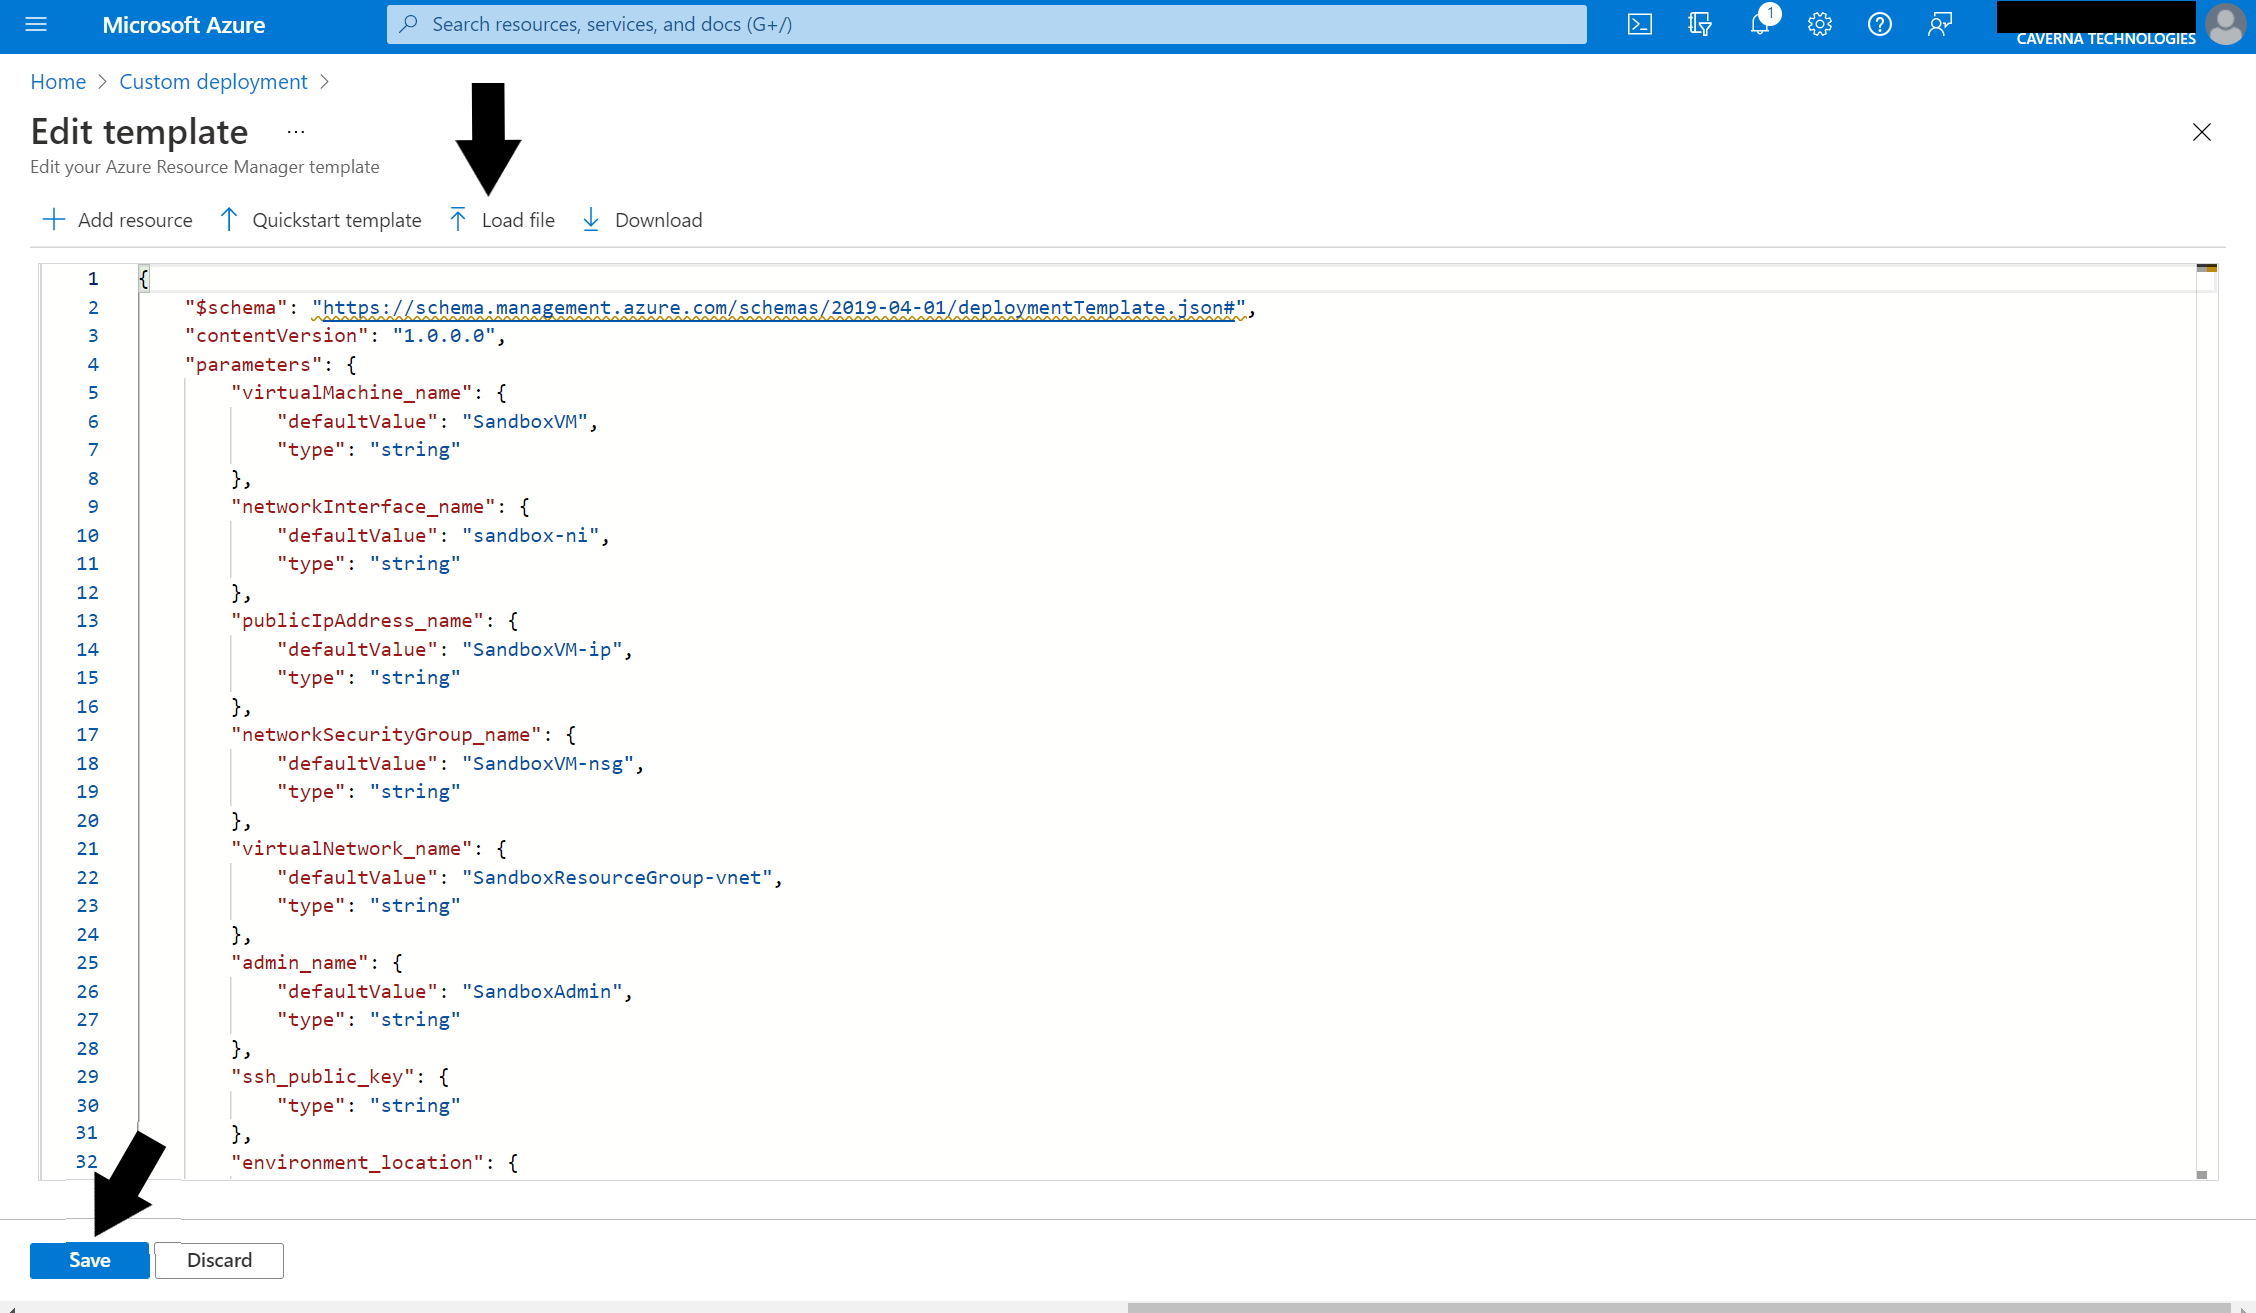 Microsoft Azure
Search resources, services, and docs (G+/)
1
CAVERNA TECHNOLOGIES
Home > Custom deployment >
Edit template ...
Edit your Azure Resource Manager template
Add resource Quickstart template Load file Download
1 {
2 "$schema": "https://schema.management.azure.com/schemas/2019-04-01/deploymentTemplate.json#",
3 "contentVersion": "1.0.0.0",
4 "parameters": {
5 "virtualMachine_name": {
6 "defaultValue": "SandboxVM",
7 "type": "string"
8 },
9 "networkInterface_name": {
10 "defaultValue": "sandbox-ni",
11 "type": "string"
12 },
13 "publicIpAddress_name": {
14 "defaultValue": "SandboxVM-ip",
15 "type": "string"
16 },
17 "networkSecurityGroup_name": {
18 "defaultValue": "SandboxVM-nsg",
19 "type": "string"
20 },
21 "virtualNetwork_name": {
22 "defaultValue": "SandboxResourceGroup-vnet",
23 "type": "string"
24 },
25 "admin_name": {
26 "defaultValue": "SandboxAdmin",
27 "type": "string"
28 },
29 "ssh_public_key": {
30 "type": "string"
31 },
32 "environment_location": {
Save Discard